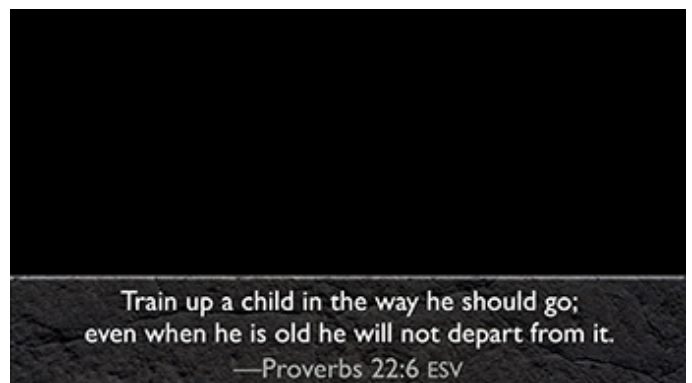 Train up a child in the way he should go;
even when he is old he will not depart from it.
—Proverbs 22:6 ESV